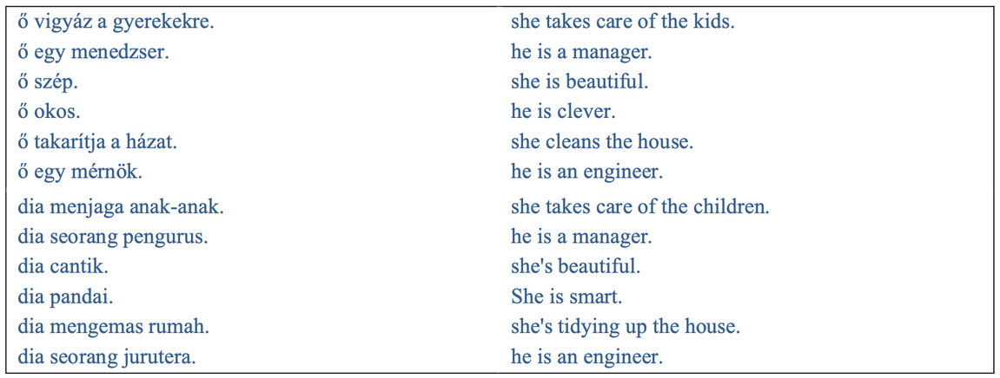 ő vigyáz a gyerekekre. she takes care of the kids.
ő egy menedzser. he is a manager.
ő szép. she is beautiful.
ő okos. he is clever.
ő takarítja a házat. she cleans the house.
ő egy mérnök. he is an engineer.
dia menjaga anak-anak. she takes care of the children.
dia seorang pengurus. he is a manager.
dia cantik. she's beautiful.
dia pandai. She is smart.
dia mengemas rumah. she's tidying up the house.
dia seorang jurutera. he is an engineer.